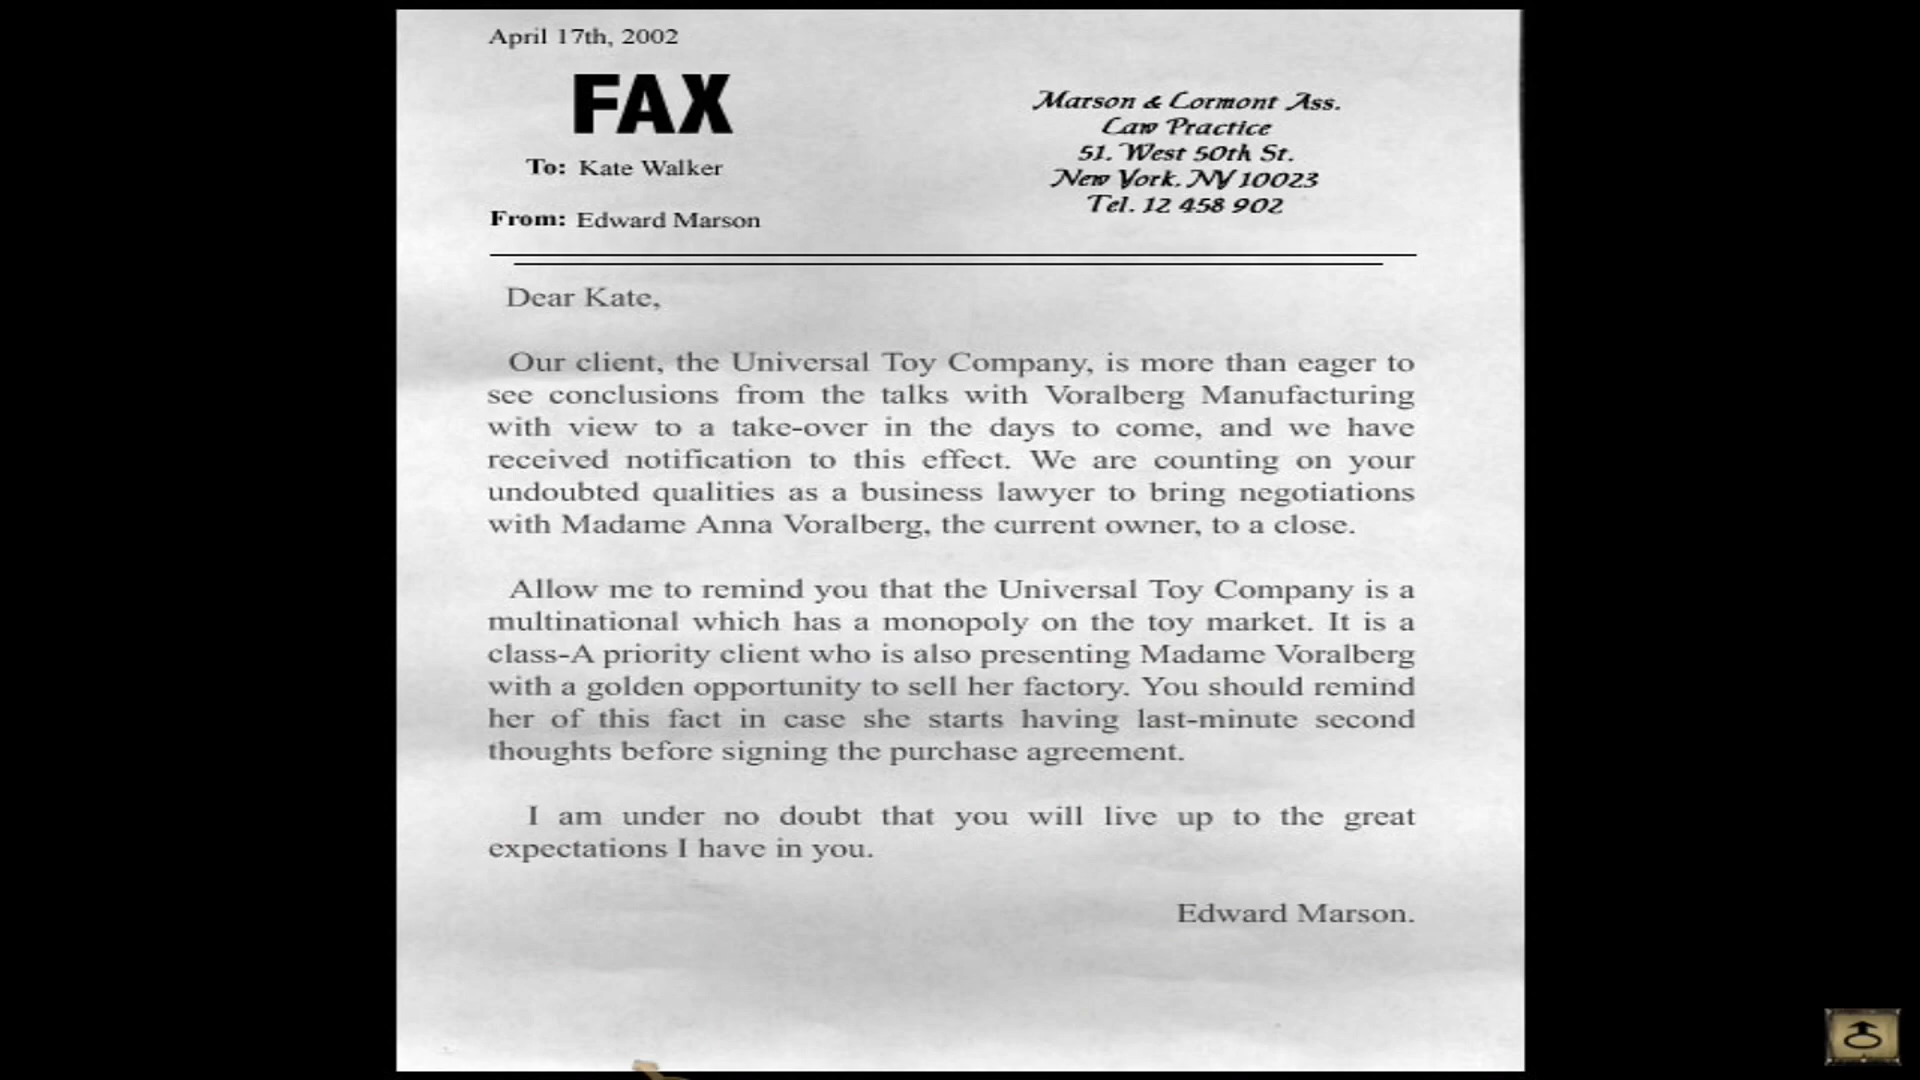 April 17th, 2002
FAX
Marson & Lormont Ass.
Law Practice
51. West 50th St.
New York. NY 10023
Tel. 12 458 902
To: Kate Walker
From: Edward Marson
Dear Kate,
Our client, the Universal Toy Company, is more than eager to
see conclusions from the talks with Voralberg Manufacturing
with view to a take-over in the days to come, and we have
received notification to this effect. We are counting on your
undoubted qualities as a business lawyer to bring negotiations
with Madame Anna Voralberg, the current owner, to a close.
Allow me to remind you that the Universal Toy Company is a
multinational which has a monopoly on the toy market. It is a
class-A priority client who is also presenting Madame Voralberg
with a golden opportunity to sell her factory. You should remind
her of this fact in case she starts having last-minute second
thoughts before signing the purchase agreement.
I am under no doubt that you will live up to the great
expectations I have in you.
Edward Marson.